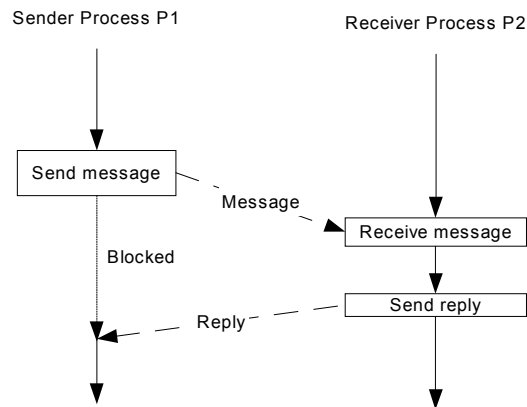 Sender Process P1
Receiver Process P2
Send message
Message
Receive message
Blocked
Send reply
Reply